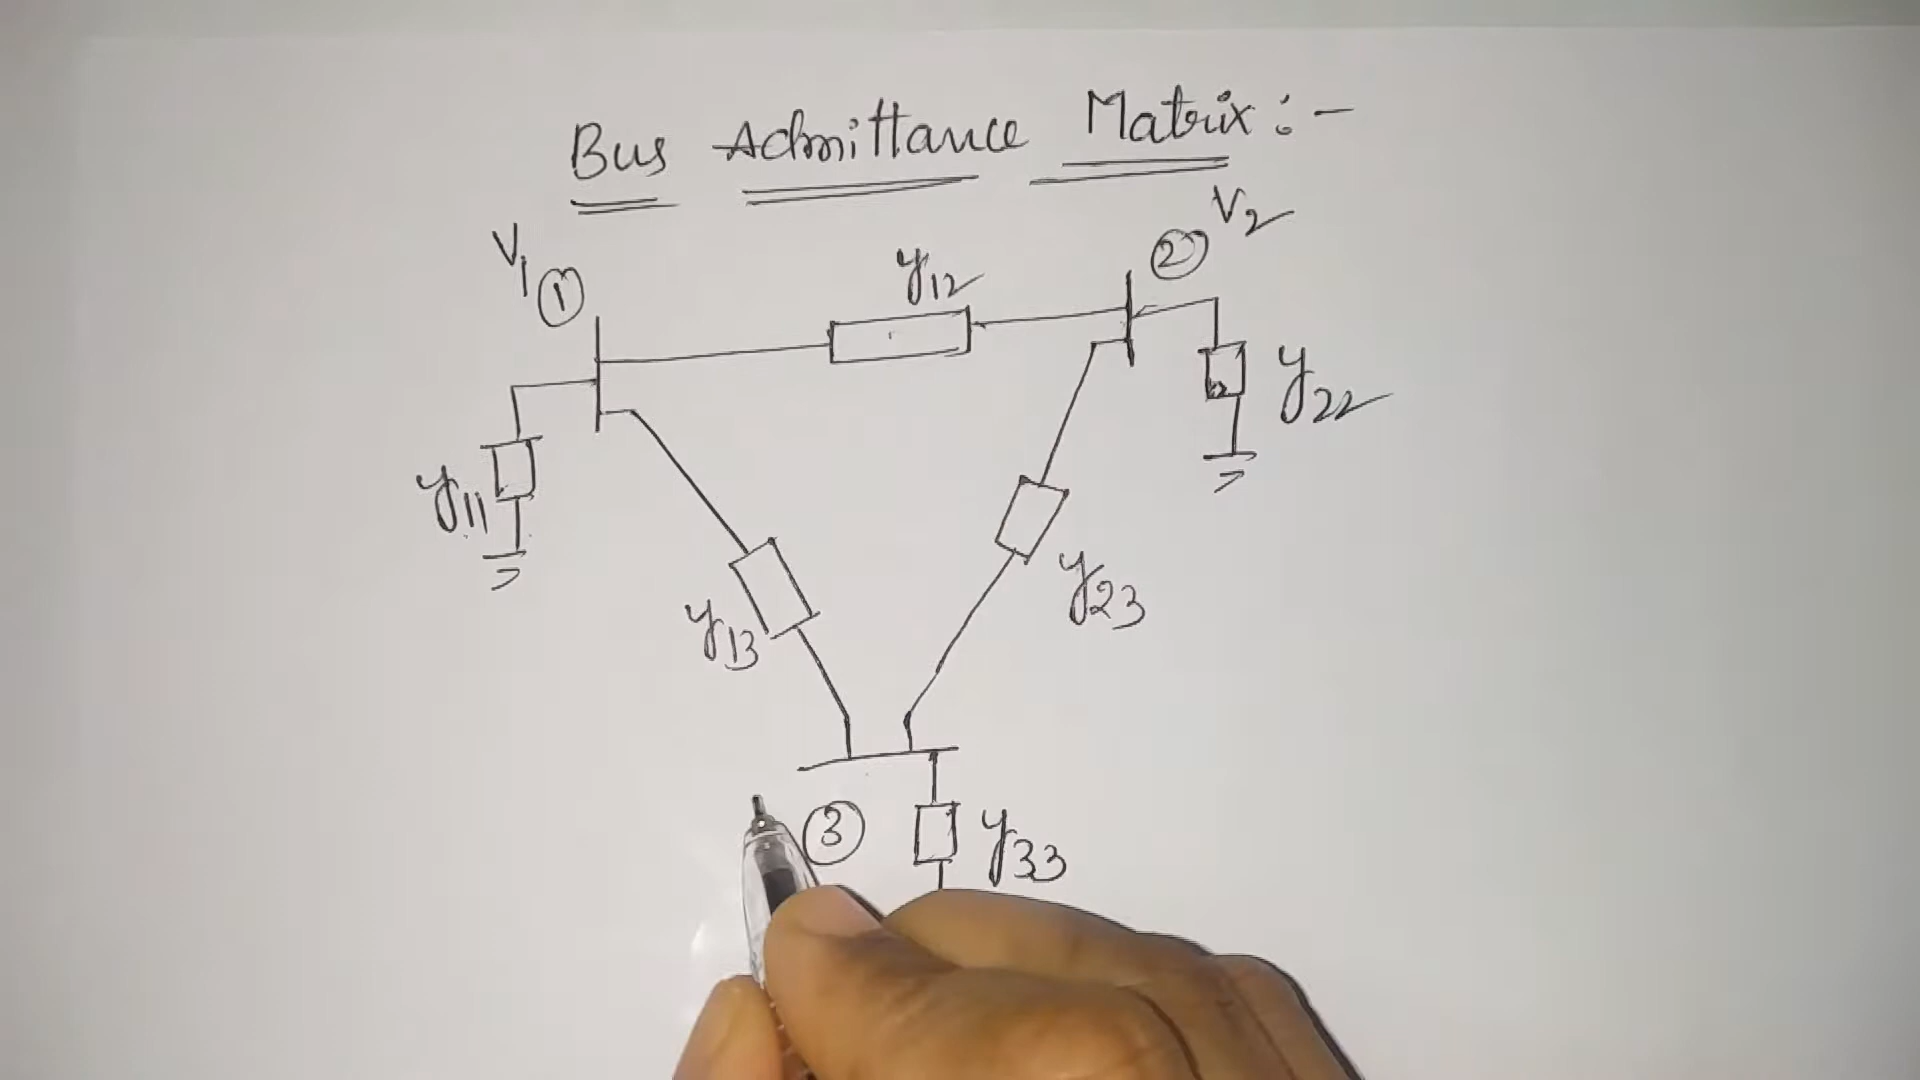 Bus Admittance Matrix :-
V1
①
y12
②
V2
y11
y22
y13
y23
③
y33